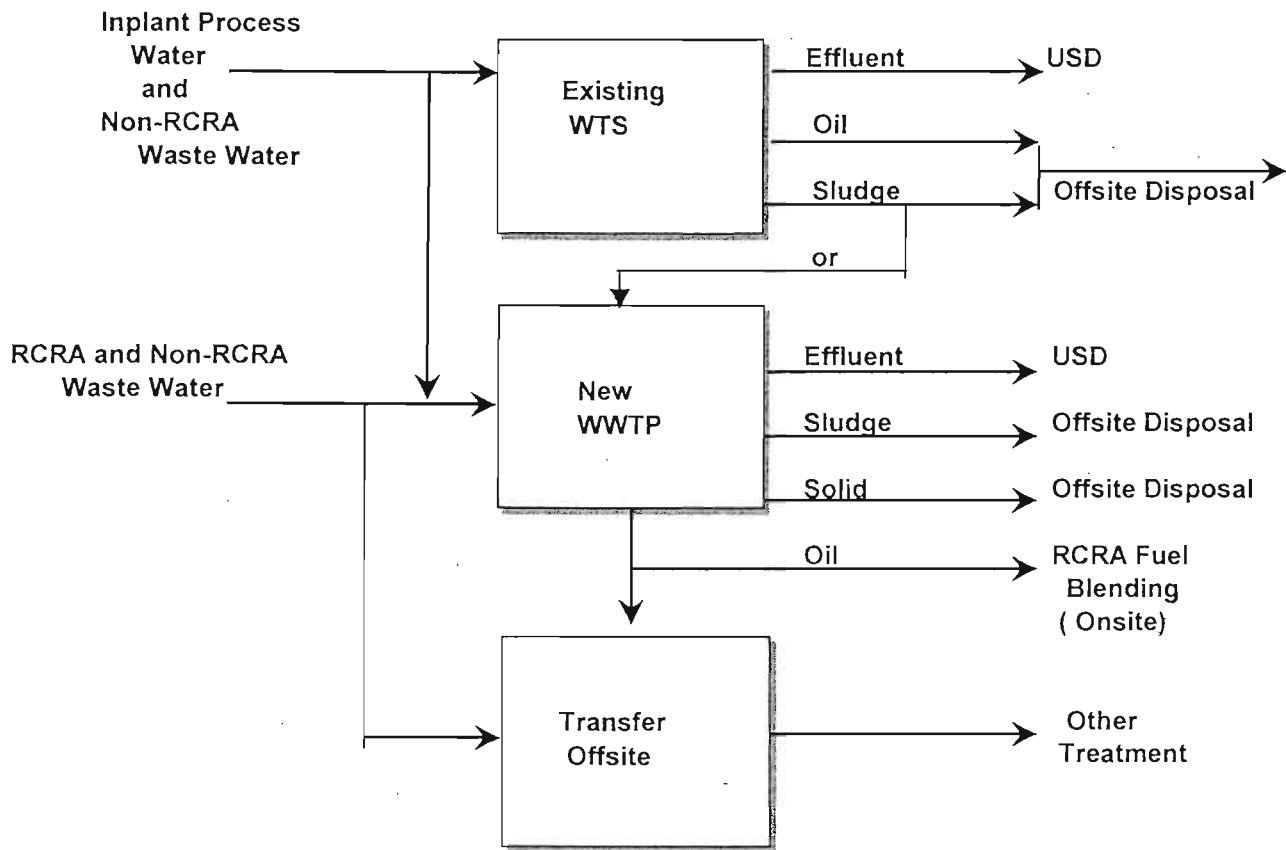 Inplant Process
Water
and
Non-RCRA
Waste Water
Existing
WTS
Effluent
USD
Oil
Sludge
Offsite Disposal
or
RCRA and Non-RCRA
Waste Water
New
WWTP
Effluent
USD
Sludge
Offsite Disposal
Solid
Offsite Disposal
Oil
RCRA Fuel
Blending
( Onsite)
Transfer
Offsite
Other
Treatment